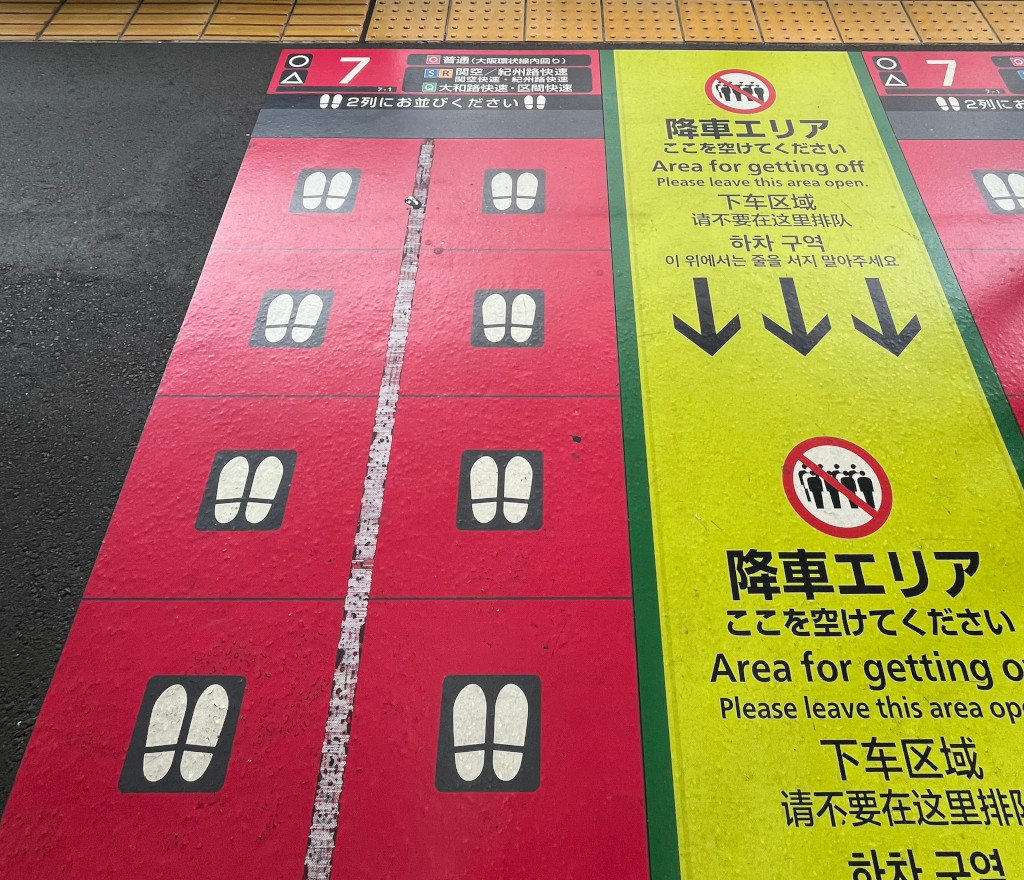 7
7-1
O 普通(大阪環状線内回り)
S R 関空/紀州路快速
関空快速・紀州路快速
Q 大和路快速・区間快速
2列にお並びください
降車エリア
ここを空けてください
Area for getting off
Please leave this area open.
下车区域
请不要在这里排队
하차 구역
이 위에서는 줄을 서지 말아주세요
7
7-1
2列にお
降車エリア
ここを空けてください
Area for getting o
Please leave this area op
下车区域
请不要在这里排队
하차 구역